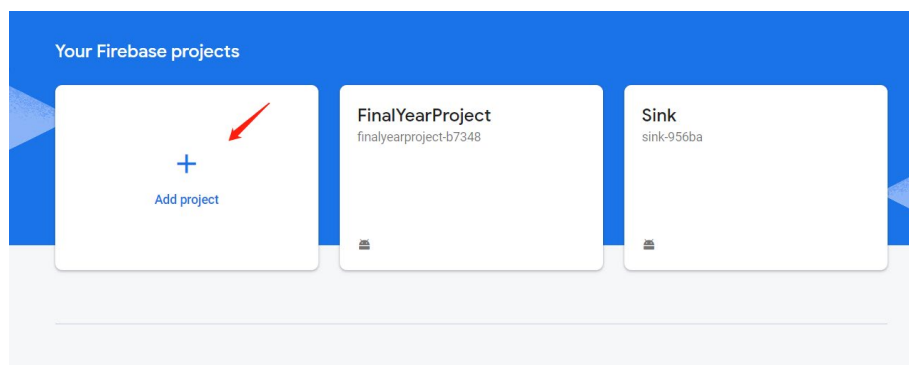 Your Firebase projects
Add project
FinalYearProject
finalyearproject-b7348
Sink
sink-956ba